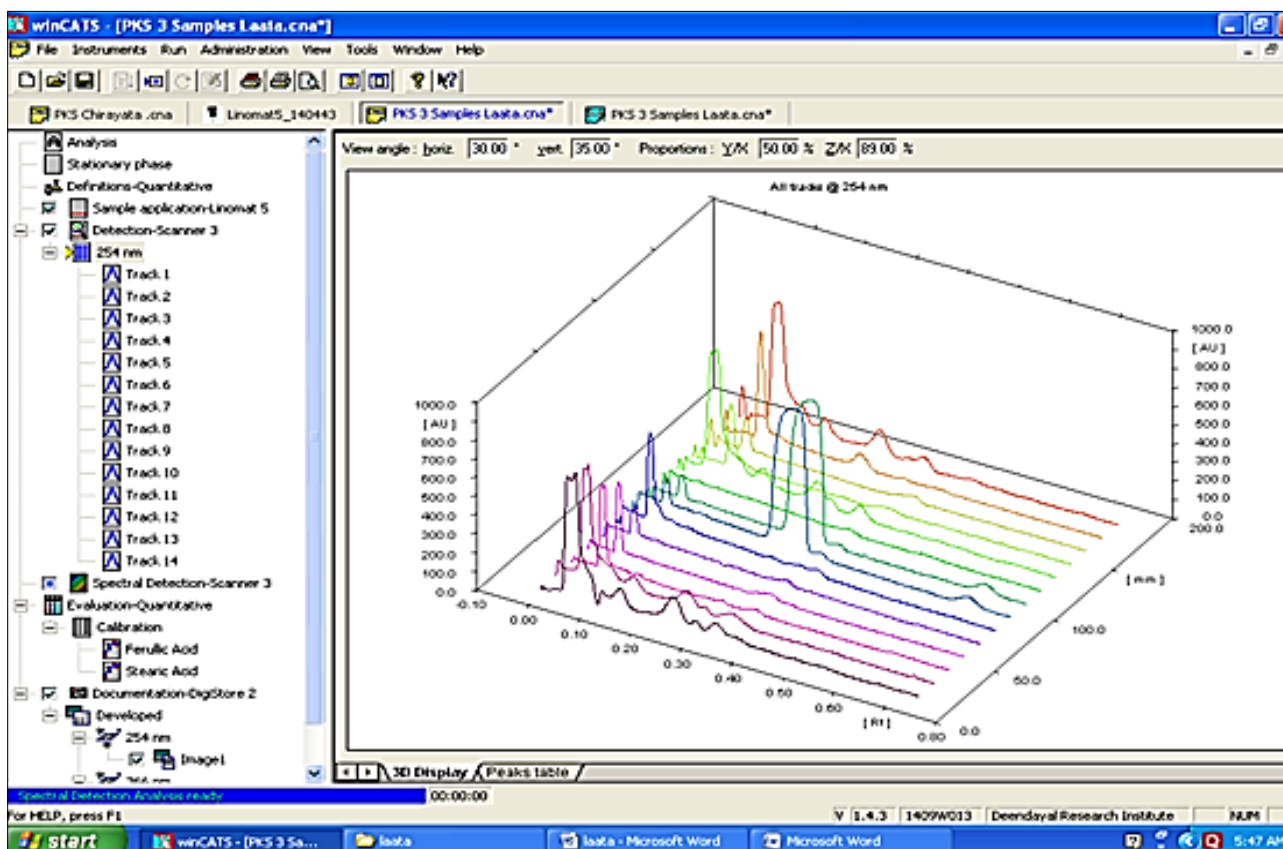 winCATS - [PKS 3 Samples Laata.cna*]
File Instruments Run Administration View Tools Window Help
PKS Chirayata .cna Linomat5_140443 PKS 3 Samples Laata.cna* PKS 3 Samples Laata.cna*
Analysis
Stationary phase
Definitions-Quantitative
Sample application-Linomat 5
Detection-Scanner 3
254 nm
Track 1
Track 2
Track 3
Track 4
Track 5
Track 6
Track 7
Track 8
Track 9
Track 10
Track 11
Track 12
Track 13
Track 14
Spectral Detection-Scanner 3
Evaluation-Quantitative
Calibration
Ferullic Acid
Stearic Acid
Documentation-DigiStore 2
Developed
254 nm
Image1
View angle : horiz. 30.00 ° vert. 35.00 ° Proportions : Y/X 50.00 % Z/X 89.00 %
All tracks @ 254 nm
1000.0
[AU]
900.0
800.0
700.0
600.0
500.0
400.0
300.0
200.0
100.0
0.0
1000.0
[AU]
800.0
700.0
600.0
500.0
400.0
300.0
200.0
100.0
0.0
-0.10
0.00
0.10
0.20
0.30
0.40
0.50
0.60
[Rf]
0.80
0.0
50.0
100.0
[mm]
200.0
3D Display Peaks table
Spectral Detection Analysis ready 00:00:00
For HELP, press F1 V 1.4.3 1409W013 Deendayal Research Institute NUM
start winCATS - [PKS 3 Sa... laata laata - Microsoft Word Microsoft Word 5:47 AM